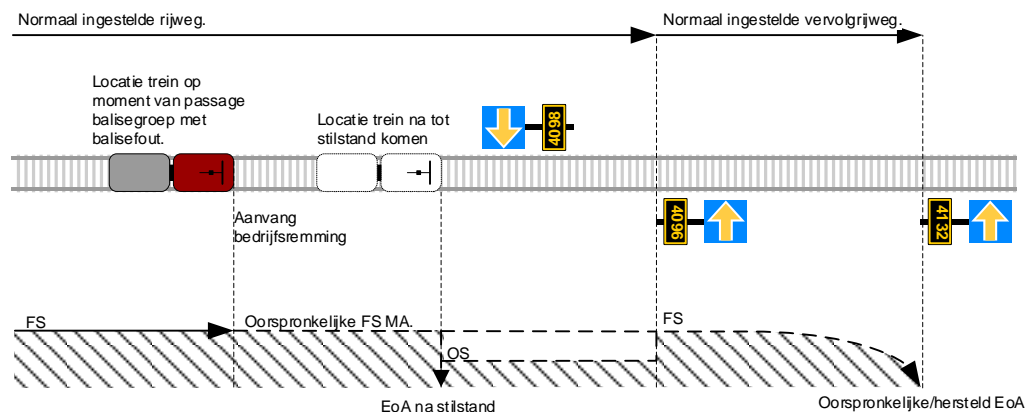 Normaal ingestelde rijweg.
Normaal ingestelde vervolgrijweg.
Locatie trein op
moment van passage
balisegroep met
balisefout.
Locatie trein na tot
stilstand komen
4098
4096
4132
Aanvang
bedrijfsremming
FS
Oorspronkelijke FS MA.
FS
OS
EoA na stilstand
Oorspronkelijke/hersteld EoA